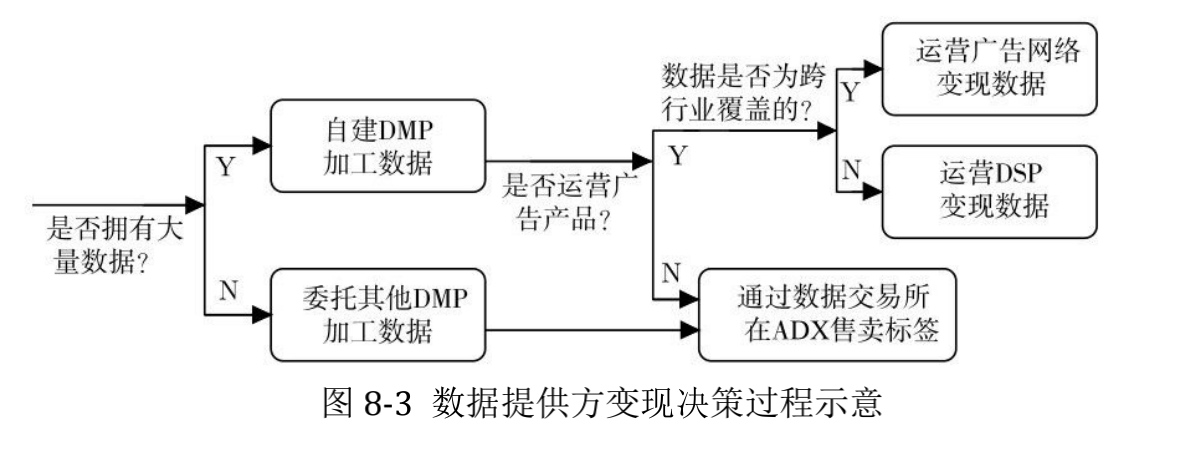 是否拥有大
量数据?
Y
N
自建DMP
加工数据
委托其他DMP
加工数据
是否运营广
告产品?
Y
N
数据是否为跨
行业覆盖的?
Y
N
运营广告网络
变现数据
运营DSP
变现数据
通过数据交易所
在ADX售卖标签
图 8-3 数据提供方变现决策过程示意